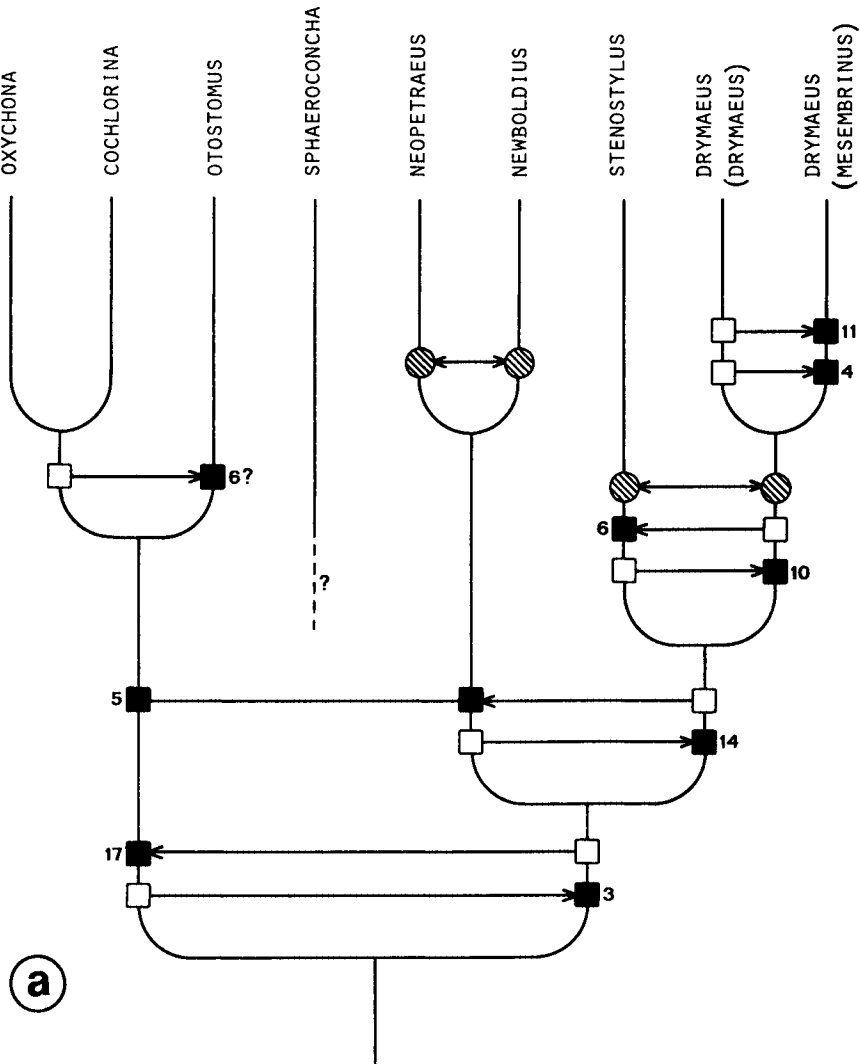 OXYCHONA
COCHLORINA
OTOSTOMUS
SPHAEROCONCHA
NEOPETRAEUS
NEWBOLDIUS
STENOSTYLUS
DRYMAEUS
(DRYMAEUS)
DRYMAEUS
(MESEMBRINUS)
11
4
6?
6
10
?
5
14
17
3
a